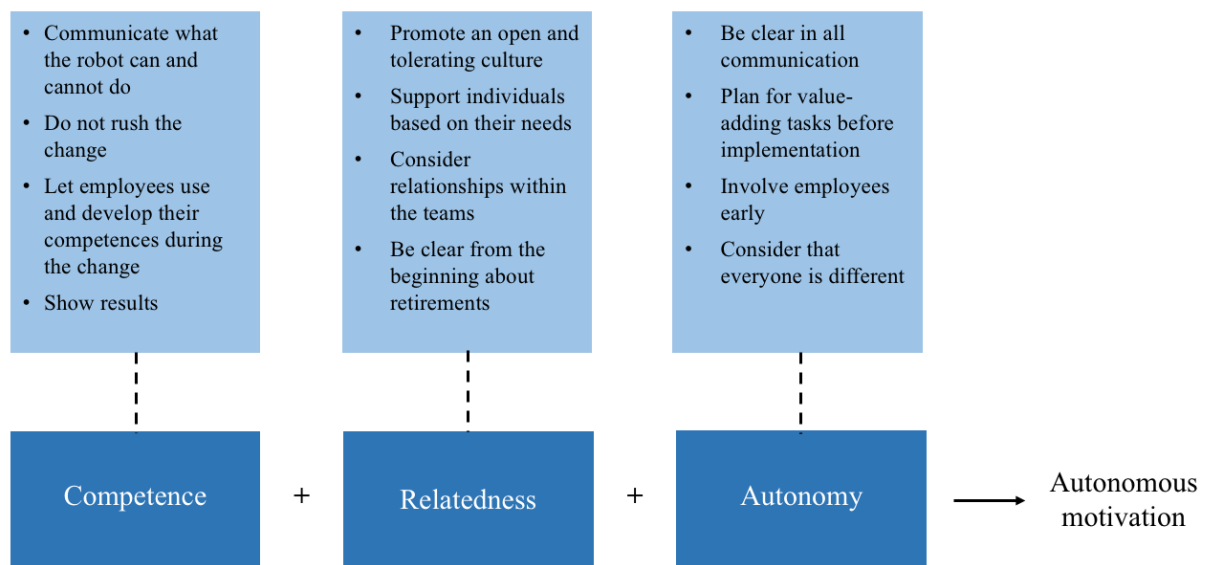 • Communicate what
the robot can and
cannot do
• Do not rush the
change
• Let employees use
and develop their
competences during
the change
• Show results
• Promote an open and
tolerating culture
• Support individuals
based on their needs
• Consider
relationships within
the teams
• Be clear from the
beginning about
retirements
• Be clear in all
communication
• Plan for value-
adding tasks before
implementation
• Involve employees
early
• Consider that
everyone is different
Competence
+
Relatedness
+
Autonomy
Autonomous
motivation